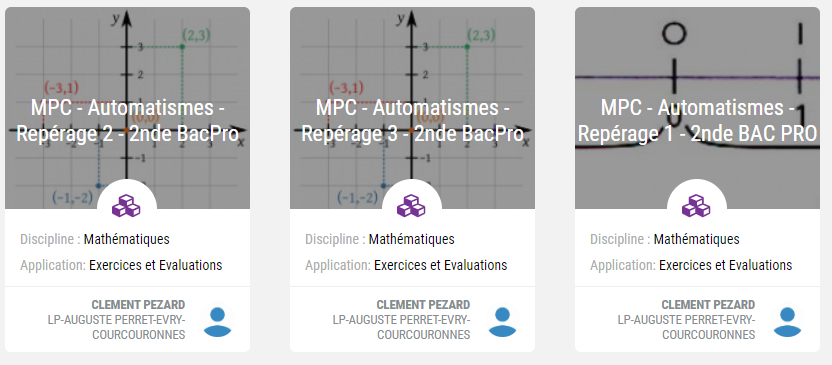 y
3
2
(2,3)
(-3,1)
(0,0)
MPC - Automatismes -
Repérage 2 - 2nde BacPro
x
-1
(-1,-2)
Discipline : Mathématiques
Application: Exercices et Evaluations
CLEMENT PEZARD
LP-AUGUSTE PERRET-EVRY-
COURCOURONNES
y
3
2
(2,3)
(-3,1)
(0,0)
MPC - Automatismes -
Repérage 3 - 2nde BacPro
x
-1
(-1,-2)
Discipline : Mathématiques
Application: Exercices et Evaluations
CLEMENT PEZARD
LP-AUGUSTE PERRET-EVRY-
COURCOURONNES
O
I
MPC - Automatismes -
Repérage 1 - 2nde BAC PRO
0
1
Discipline : Mathématiques
Application: Exercices et Evaluations
CLEMENT PEZARD
LP-AUGUSTE PERRET-EVRY-
COURCOURONNES